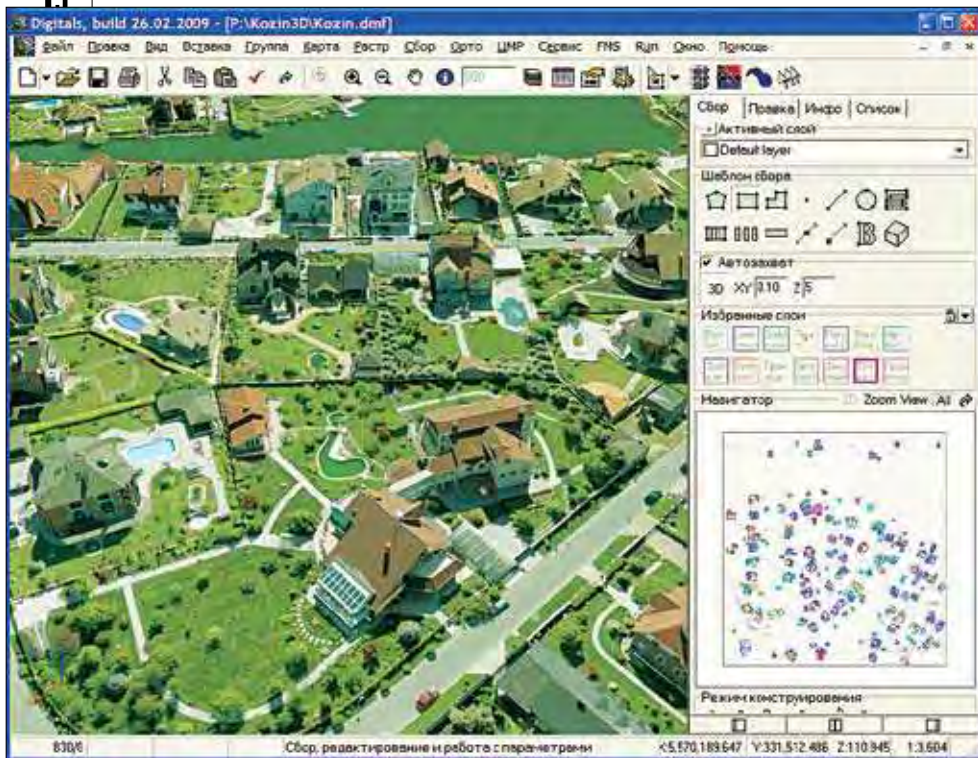 Digitals, build 26.02.2009 - [P:\Kozin3D\Kozin.dmf]
Файл Правка Вид Вставка Группа Карта Растр Сбор Орто ЦМР Сервис FMS Run Окно Помощь
Сбор Правка Инфо Список
Активный слой
Default layer
Шаблон сбора
Автозахват
3D XY 0.10 Z 5
Избранные слои
Навигатор Zoom View All
Режим конструирования
830/6 Сбор, редактирование и работа с параметрами X:5,570,189.647 Y:331,512.486 Z:110.945 1:3,604